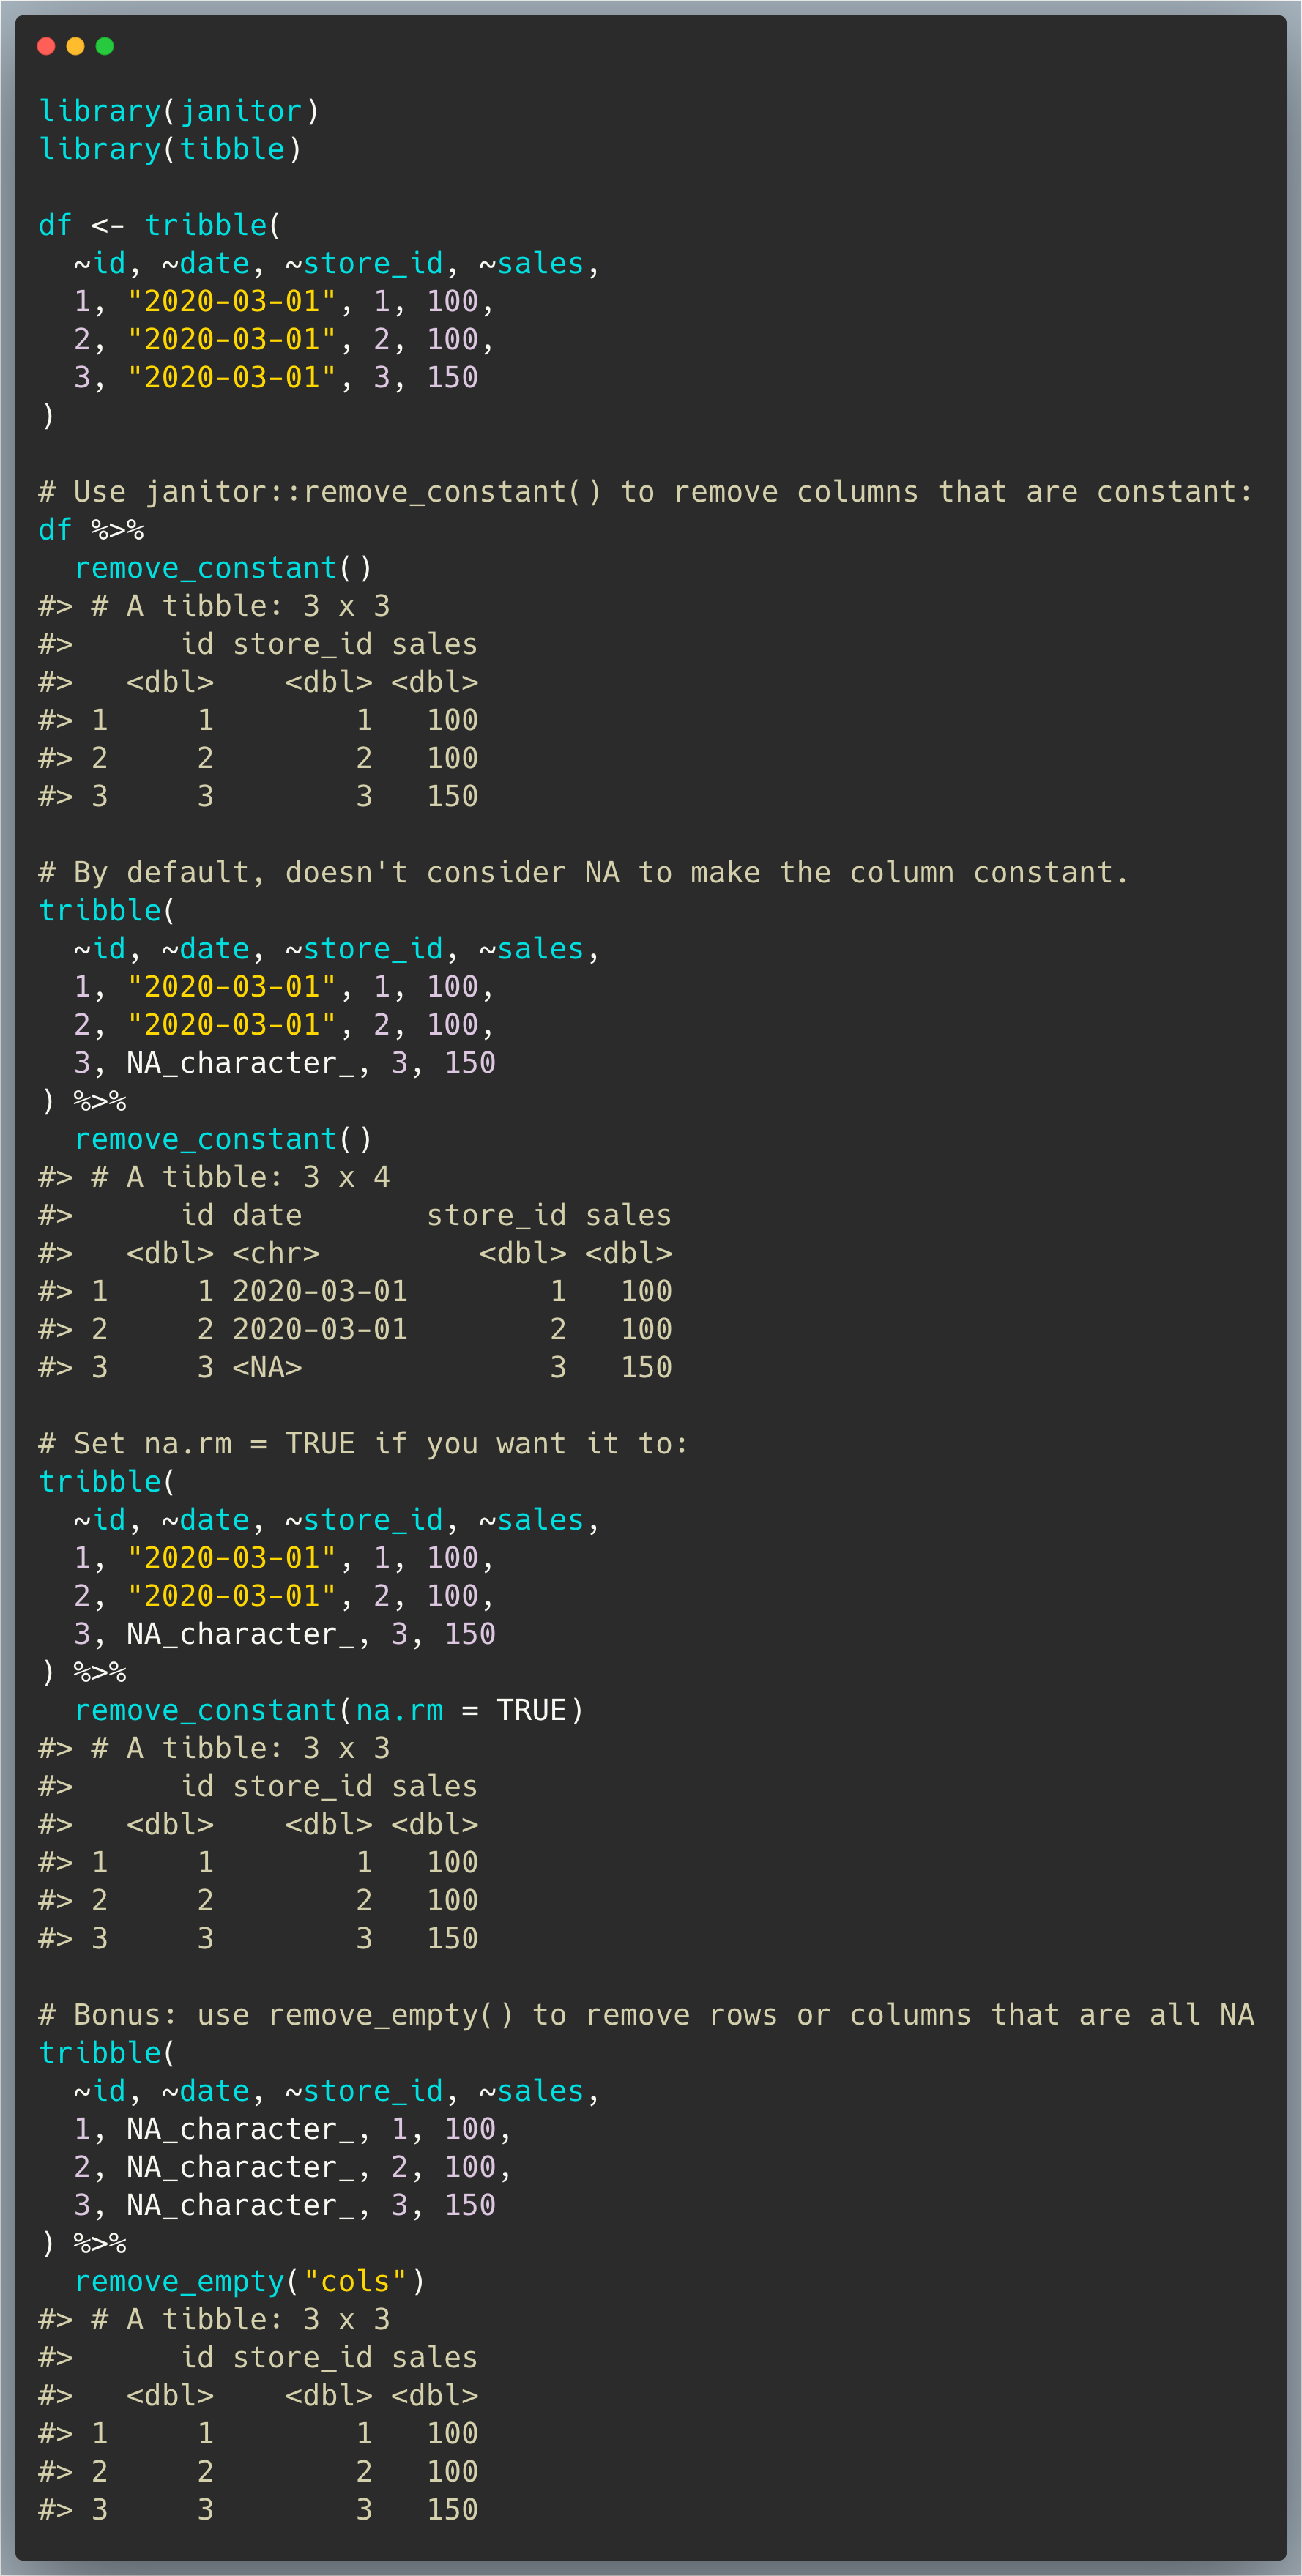 library(janitor)
library(tibble)

df <- tribble(
  ~id, ~date, ~store_id, ~sales,
  1, "2020-03-01", 1, 100,
  2, "2020-03-01", 2, 100,
  3, "2020-03-01", 3, 150
)

# Use janitor::remove_constant() to remove columns that are constant:
df %>%
  remove_constant()
#> # A tibble: 3 x 3
#>      id store_id sales
#>   <dbl>    <dbl> <dbl>
#> 1     1        1   100
#> 2     2        2   100
#> 3     3        3   150

# By default, doesn't consider NA to make the column constant.
tribble(
  ~id, ~date, ~store_id, ~sales,
  1, "2020-03-01", 1, 100,
  2, "2020-03-01", 2, 100,
  3, NA_character_, 3, 150
) %>%
  remove_constant()
#> # A tibble: 3 x 4
#>      id date       store_id sales
#>   <dbl> <chr>         <dbl> <dbl>
#> 1     1 2020-03-01        1   100
#> 2     2 2020-03-01        2   100
#> 3     3 <NA>              3   150

# Set na.rm = TRUE if you want it to:
tribble(
  ~id, ~date, ~store_id, ~sales,
  1, "2020-03-01", 1, 100,
  2, "2020-03-01", 2, 100,
  3, NA_character_, 3, 150
) %>%
  remove_constant(na.rm = TRUE)
#> # A tibble: 3 x 3
#>      id store_id sales
#>   <dbl>    <dbl> <dbl>
#> 1     1        1   100
#> 2     2        2   100
#> 3     3        3   150

# Bonus: use remove_empty() to remove rows or columns that are all NA
tribble(
  ~id, ~date, ~store_id, ~sales,
  1, NA_character_, 1, 100,
  2, NA_character_, 2, 100,
  3, NA_character_, 3, 150
) %>%
  remove_empty("cols")
#> # A tibble: 3 x 3
#>      id store_id sales
#>   <dbl>    <dbl> <dbl>
#> 1     1        1   100
#> 2     2        2   100
#> 3     3        3   150